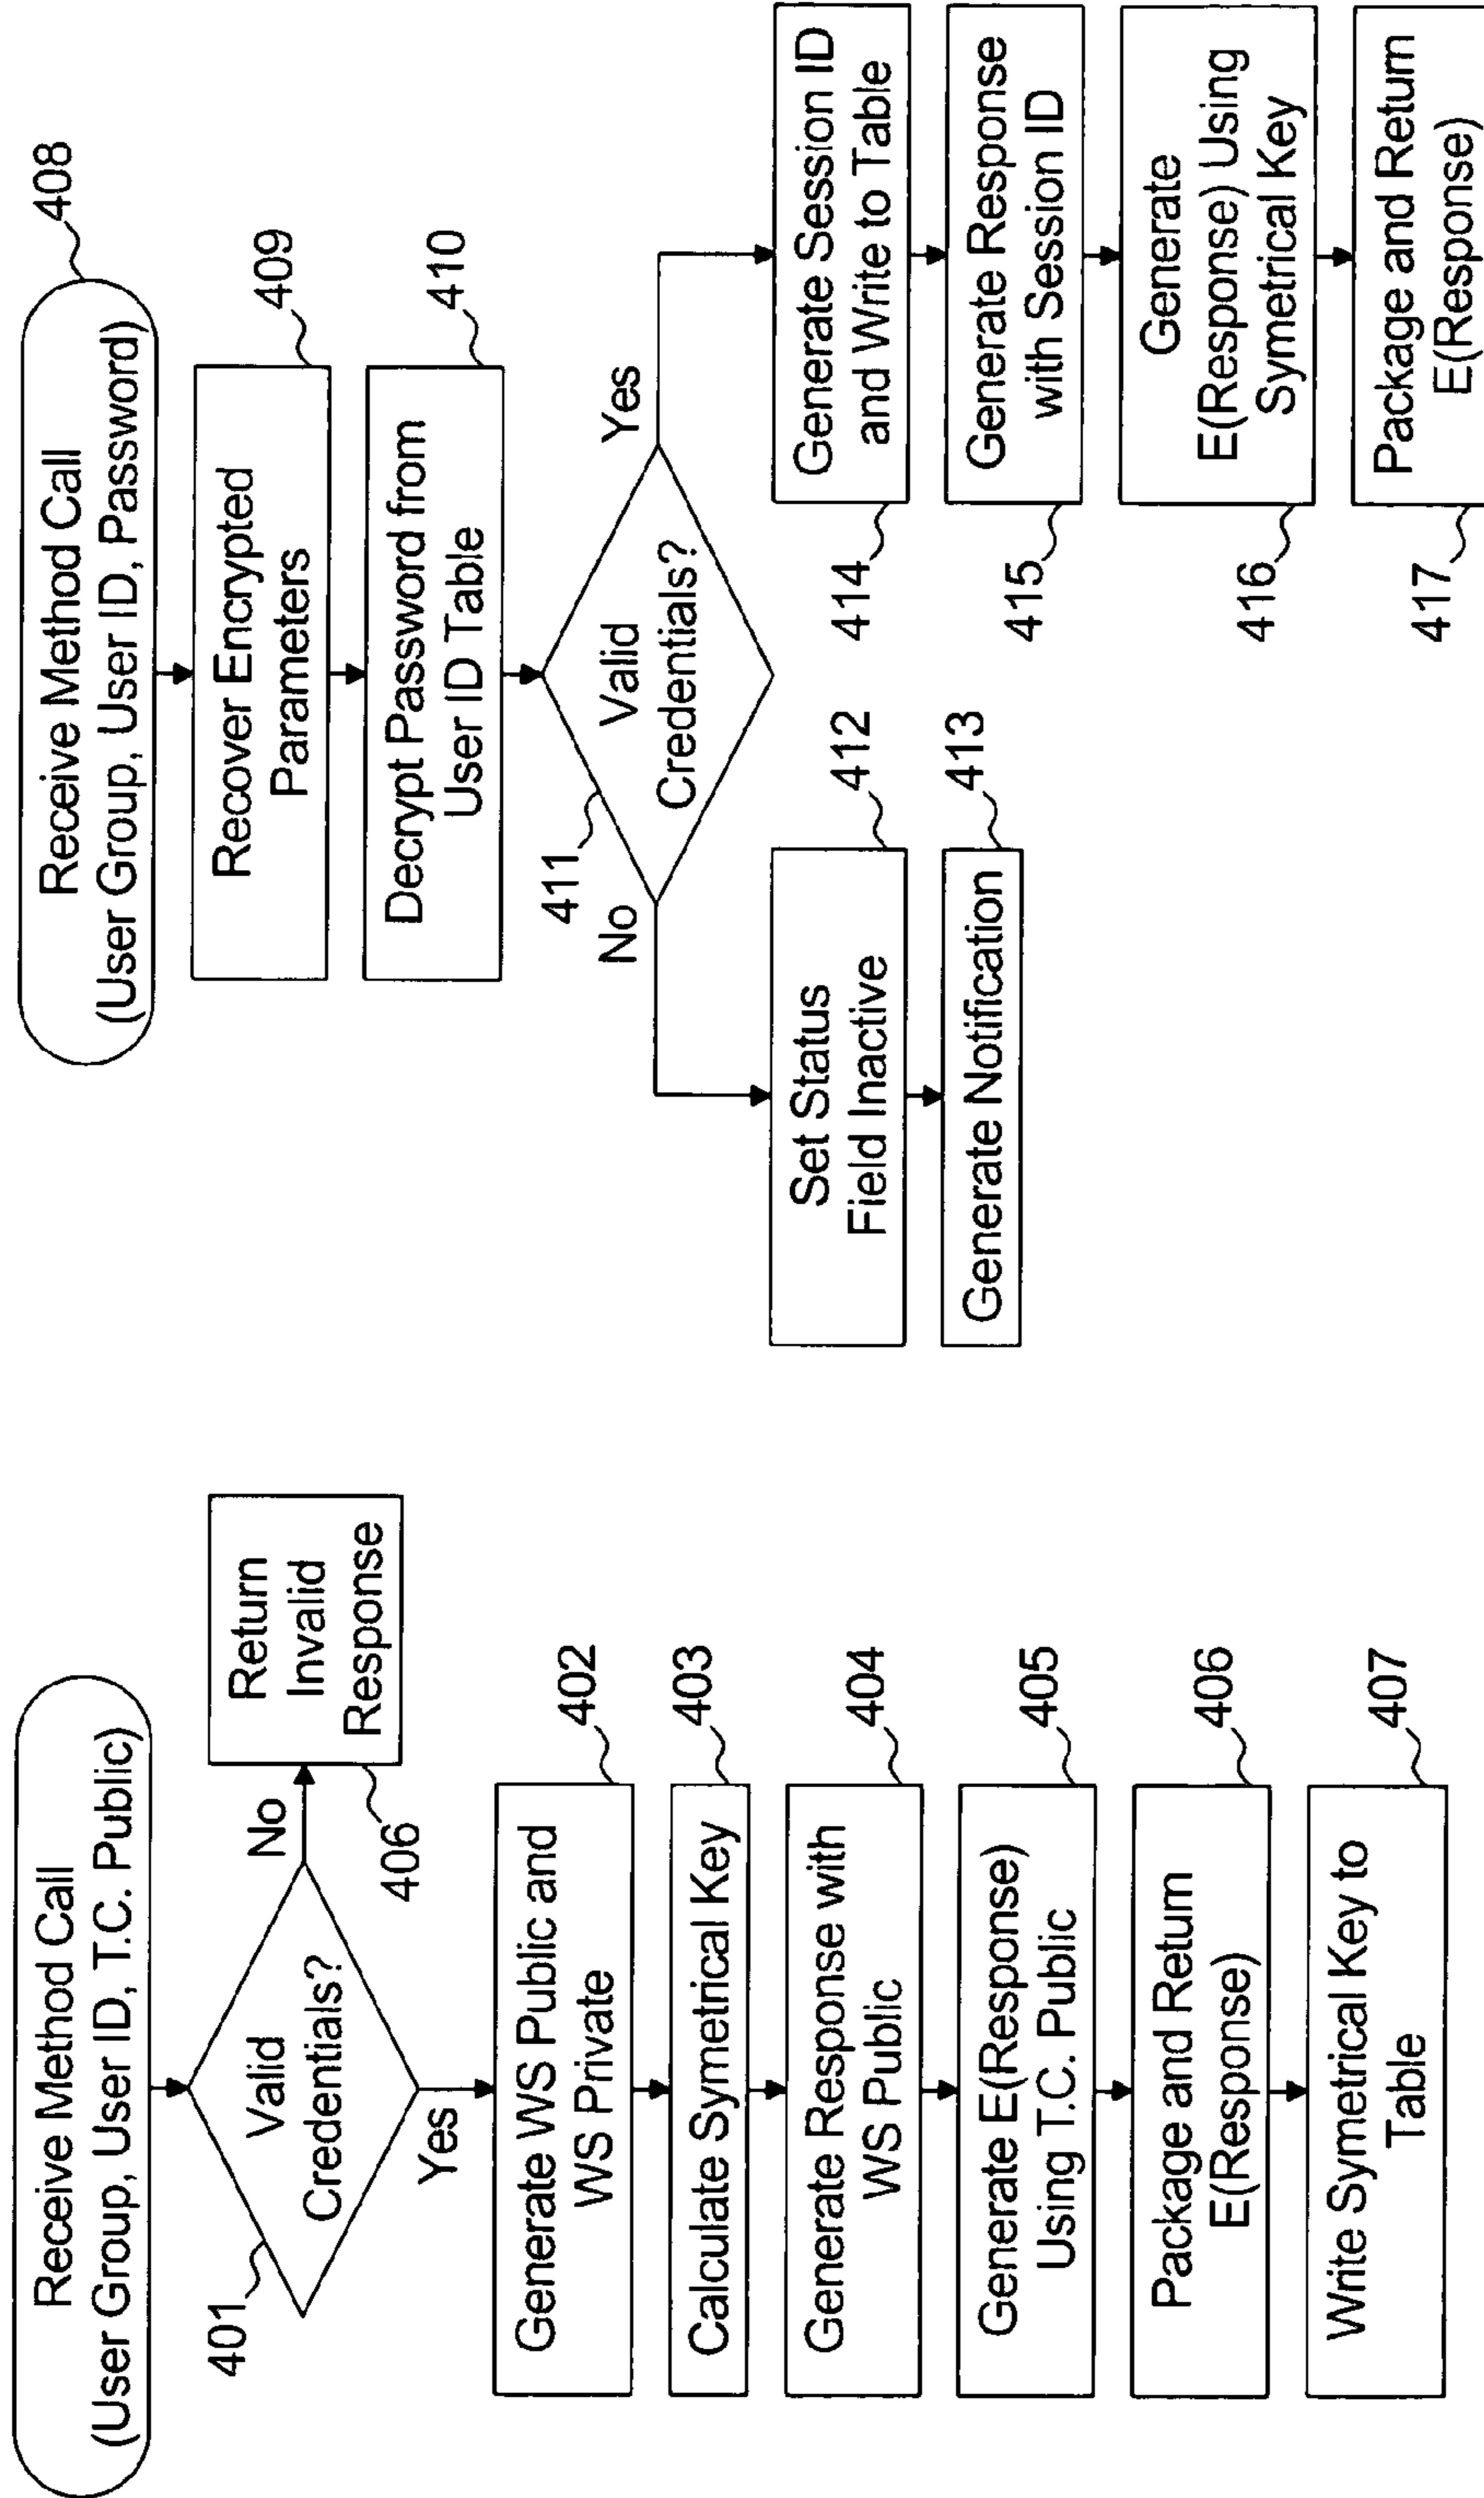 Receive Method Call
(User Group, User ID, T.C. Public)
401
Valid
Credentials?
No
Return
Invalid
Response
406
Yes
Generate WS Public and
WS Private
402
Calculate Symetrical Key
403
Generate Response with
WS Public
404
Generate E(Response)
Using T.C. Public
405
Package and Return
E(Response)
406
Write Symetrical Key to
Table
407
Receive Method Call
(User Group, User ID, Password)
408
Recover Encrypted
Parameters
409
Decrypt Password from
User ID Table
410
411
Valid
Credentials?
No
Yes
Set Status
Field Inactive
412
Generate Notification
413
Generate Session ID
and Write to Table
414
Generate Response
with Session ID
415
Generate
E(Response) Using
Symetrical Key
416
Package and Return
E(Response)
417